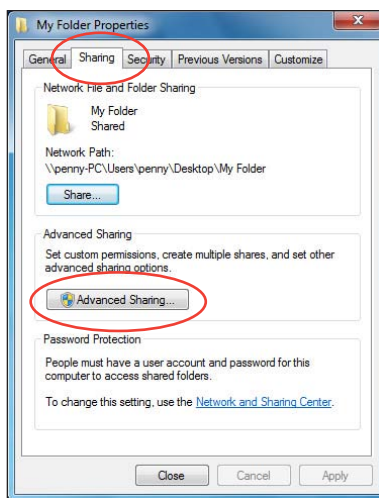 My Folder Properties
General Sharing Security Previous Versions Customize
Network File and Folder Sharing
My Folder
Shared
Network Path:
\\penny-PC\Users\penny\Desktop\My Folder
Share...
Advanced Sharing
Set custom permissions, create multiple shares, and set other
advanced sharing options.
Advanced Sharing...
Password Protection
People must have a user account and password for this
computer to access shared folders.
To change this setting, use the Network and Sharing Center.
Close Cancel Apply